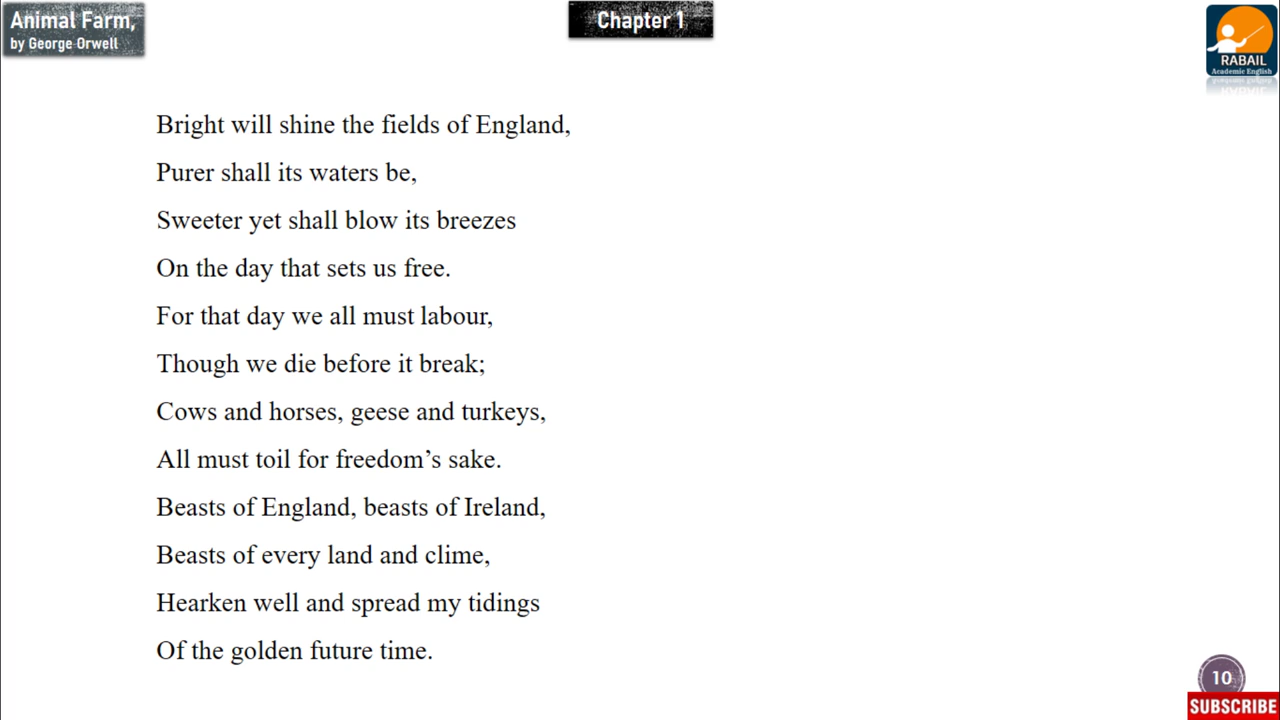 Animal Farm,
by George Orwell
Chapter 1
RABAIL
Academic English
Bright will shine the fields of England,
Purer shall its waters be,
Sweeter yet shall blow its breezes
On the day that sets us free.
For that day we all must labour,
Though we die before it break;
Cows and horses, geese and turkeys,
All must toil for freedom’s sake.
Beasts of England, beasts of Ireland,
Beasts of every land and clime,
Hearken well and spread my tidings
Of the golden future time.
10
SUBSCRIBE